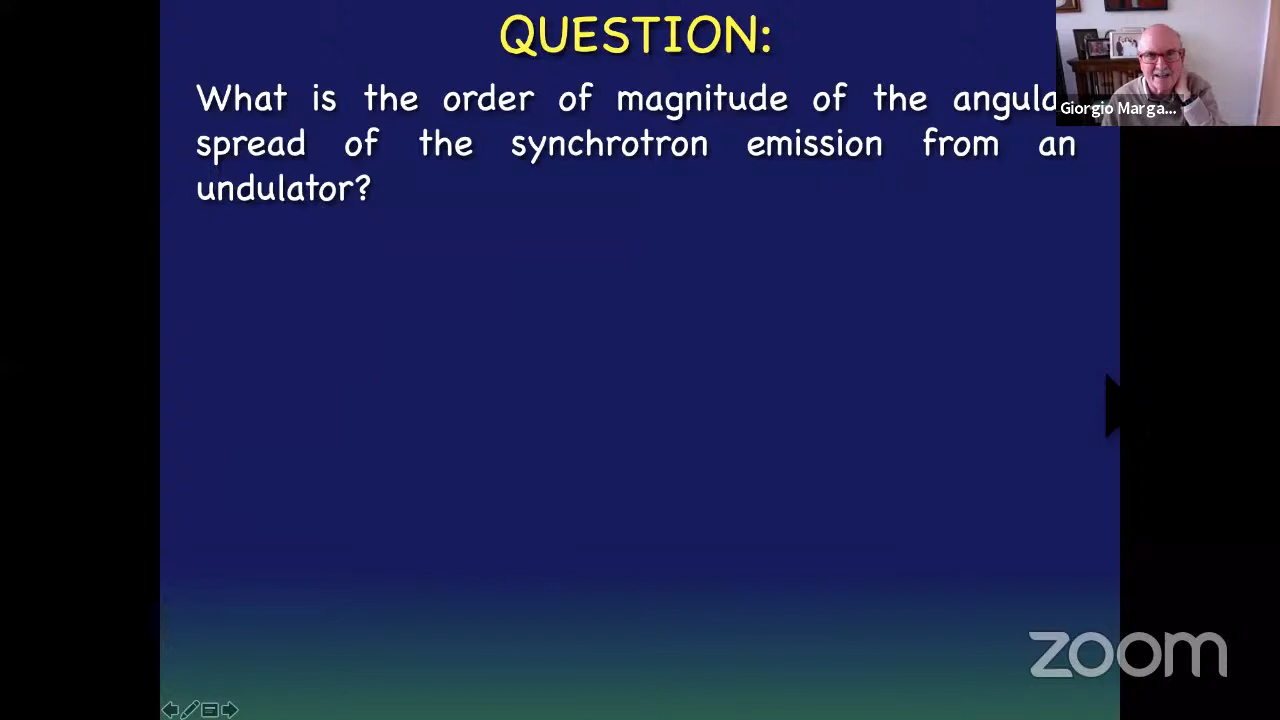 QUESTION:
What is the order of magnitude of the angula
spread of the synchrotron emission from an
undulator?
Giorgio Marga...
zoom